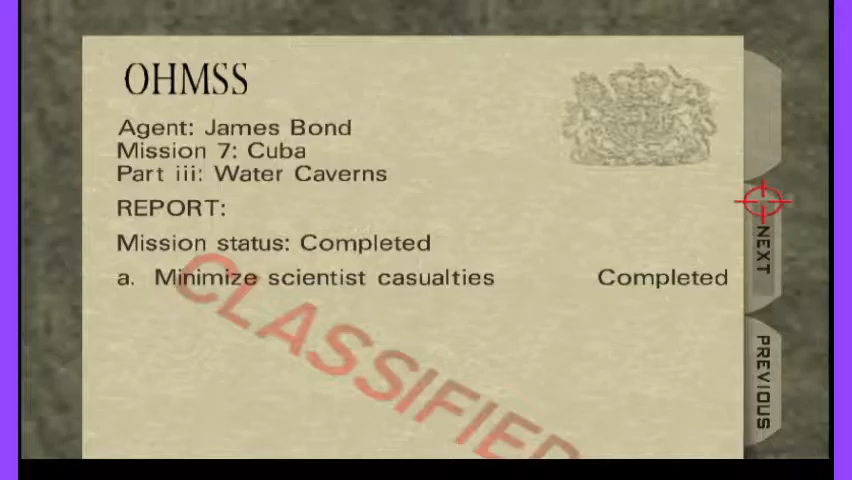 OHMSS
Agent: James Bond
Mission 7: Cuba
Part iii: Water Caverns
REPORT:
Mission status: Completed
a. Minimize scientist casualties Completed
CLASSIFIED
NEXT
PREVIOUS